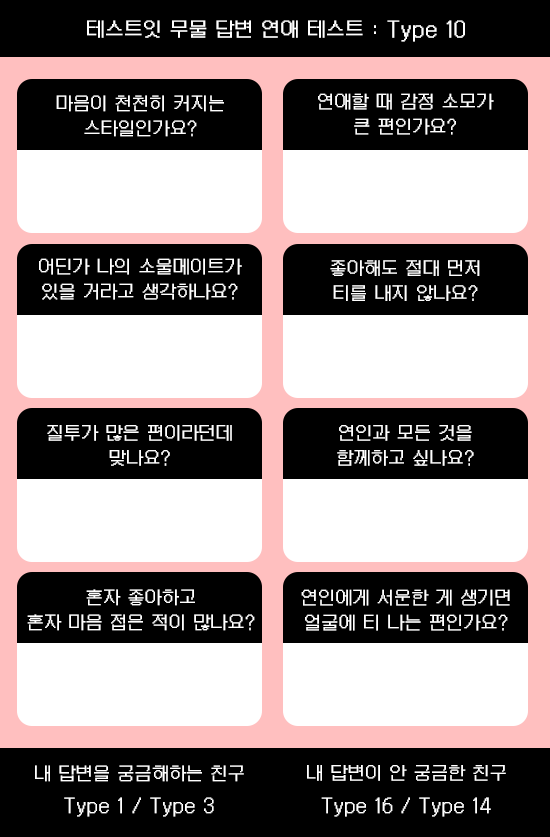 테스트잇 무물 답변 연애 테스트 : Type 10
마음이 천천히 커지는
스타일인가요?
연애할 때 감정 소모가
큰 편인가요?
어딘가 나의 소울메이트가
있을 거라고 생각하나요?
좋아해도 절대 먼저
티를 내지 않나요?
질투가 많은 편이라던데
맞나요?
연인과 모든 것을
함께하고 싶나요?
혼자 좋아하고
혼자 마음 접은 적이 많나요?
연인에게 서운한 게 생기면
얼굴에 티 나는 편인가요?
내 답변을 궁금해하는 친구
Type 1 / Type 3
내 답변이 안 궁금한 친구
Type 16 / Type 14